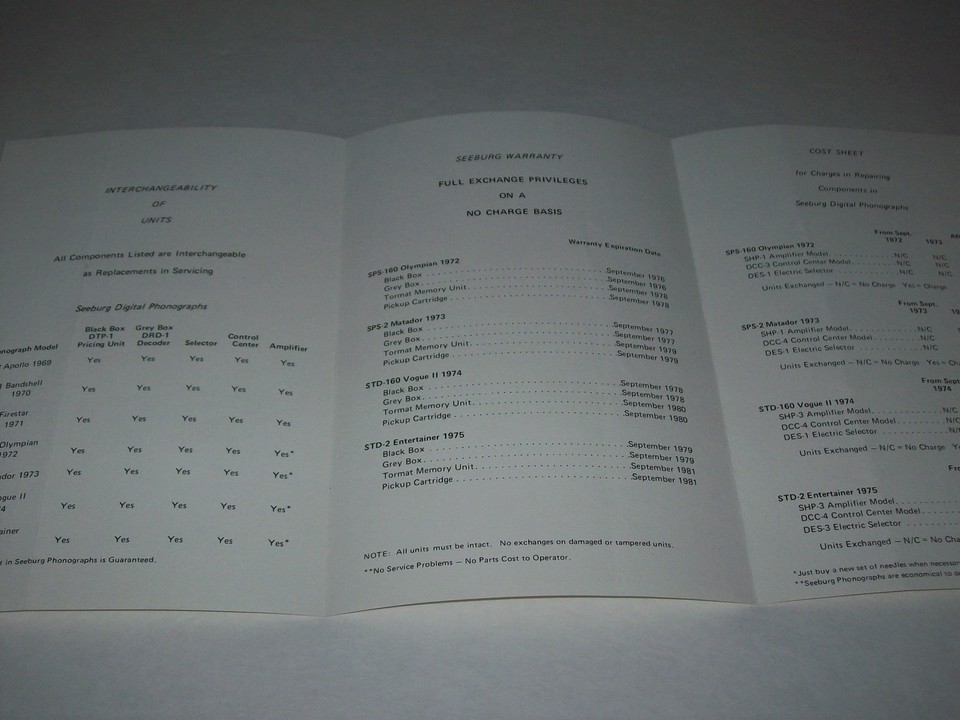 INTERCHANGEABILITY
OF
UNITS
All Components Listed are Interchangeable
as Replacements in Servicing
Seeburg Digital Phonographs
onograph Model Black Box DTP-1 Pricing Unit Grey Box DRD-1 Decoder Selector Control Center Amplifier
Apollo 1969 Yes Yes Yes Yes Yes
Bandshell 1970 Yes Yes Yes Yes Yes
Firestar 1971 Yes Yes Yes Yes Yes
Olympian 1972 Yes Yes Yes Yes Yes*
ador 1973 Yes Yes Yes Yes Yes*
ogue II 4 Yes Yes Yes Yes Yes*
ainer Yes Yes Yes Yes Yes*
in Seeburg Phonographs is Guaranteed.
SEEBURG WARRANTY
FULL EXCHANGE PRIVILEGES
ON A
NO CHARGE BASIS
Warranty Expiration Date
SPS-160 Olympian 1972
Black Box . . . . . . . . . . September 1976
Grey Box . . . . . . . . . . September 1976
Tormat Memory Unit . . . . . . . . . . September 1978
Pickup Cartridge . . . . . . . . . . September 1978
SPS-2 Matador 1973
Black Box . . . . . . . . . . September 1977
Grey Box . . . . . . . . . . September 1977
Tormat Memory Unit . . . . . . . . . . September 1979
Pickup Cartridge . . . . . . . . . . September 1979
STD-160 Vogue II 1974
Black Box . . . . . . . . . . September 1978
Grey Box . . . . . . . . . . September 1978
Tormat Memory Unit . . . . . . . . . . September 1980
Pickup Cartridge . . . . . . . . . . September 1980
STD-2 Entertainer 1975
Black Box . . . . . . . . . . September 1979
Grey Box . . . . . . . . . . September 1979
Tormat Memory Unit . . . . . . . . . . September 1981
Pickup Cartridge . . . . . . . . . . September 1981
NOTE: All units must be intact. No exchanges on damaged or tampered units.
**No Service Problems — No Parts Cost to Operator.
COST SHEET
for Charges in Repairing
Components in
Seeburg Digital Phonographs
From Sept. 1972 1973
SPS-160 Olympian 1972
SHP-1 Amplifier Model . . . . . N/C N/C
DCC-3 Control Center Model . . . . . N/C N/C
DES-1 Electric Selector . . . . . N/C N/C
Units Exchanged — N/C = No Charge Yes = Charge
From Sept. 1973
SPS-2 Matador 1973
SHP-1 Amplifier Model . . . . . N/C
DCC-4 Control Center Model . . . . . N/C
DES-1 Electric Selector . . . . . N/C
Units Exchanged — N/C = No Charge Yes =
From Sept 1974
STD-160 Vogue II 1974
SHP-3 Amplifier Model . . . . . N/C
DCC-4 Control Center Model . . . . . N/C
DES-1 Electric Selector . . . . . N/C
Units Exchanged — N/C = No Charge
STD-2 Entertainer 1975
SHP-3 Amplifier Model . . . . .
DCC-4 Control Center Model . . . . .
DES-3 Electric Selector . . . . .
Units Exchanged — N/C = No Cha
*Just buy a new set of needles when necessar
**Seeburg Phonographs are economical to